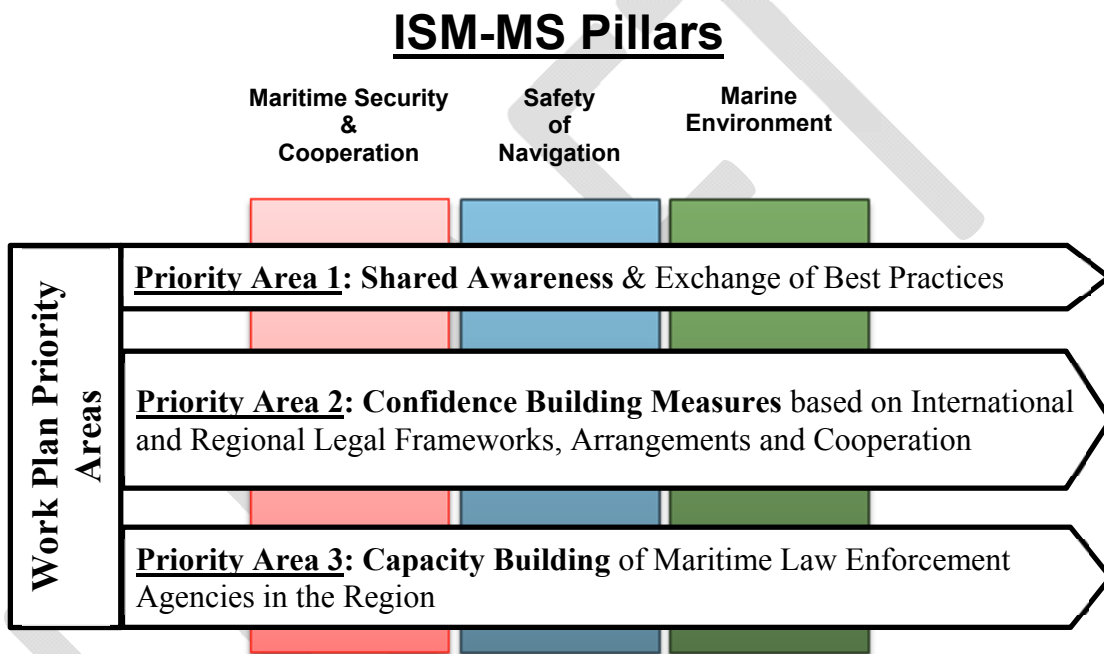 ISM-MS Pillars
Maritime Security
&
Cooperation
Safety
of
Navigation
Marine
Environment
Work Plan Priority
Areas
Priority Area 1: Shared Awareness & Exchange of Best Practices
Priority Area 2: Confidence Building Measures based on International
and Regional Legal Frameworks, Arrangements and Cooperation
Priority Area 3: Capacity Building of Maritime Law Enforcement
Agencies in the Region